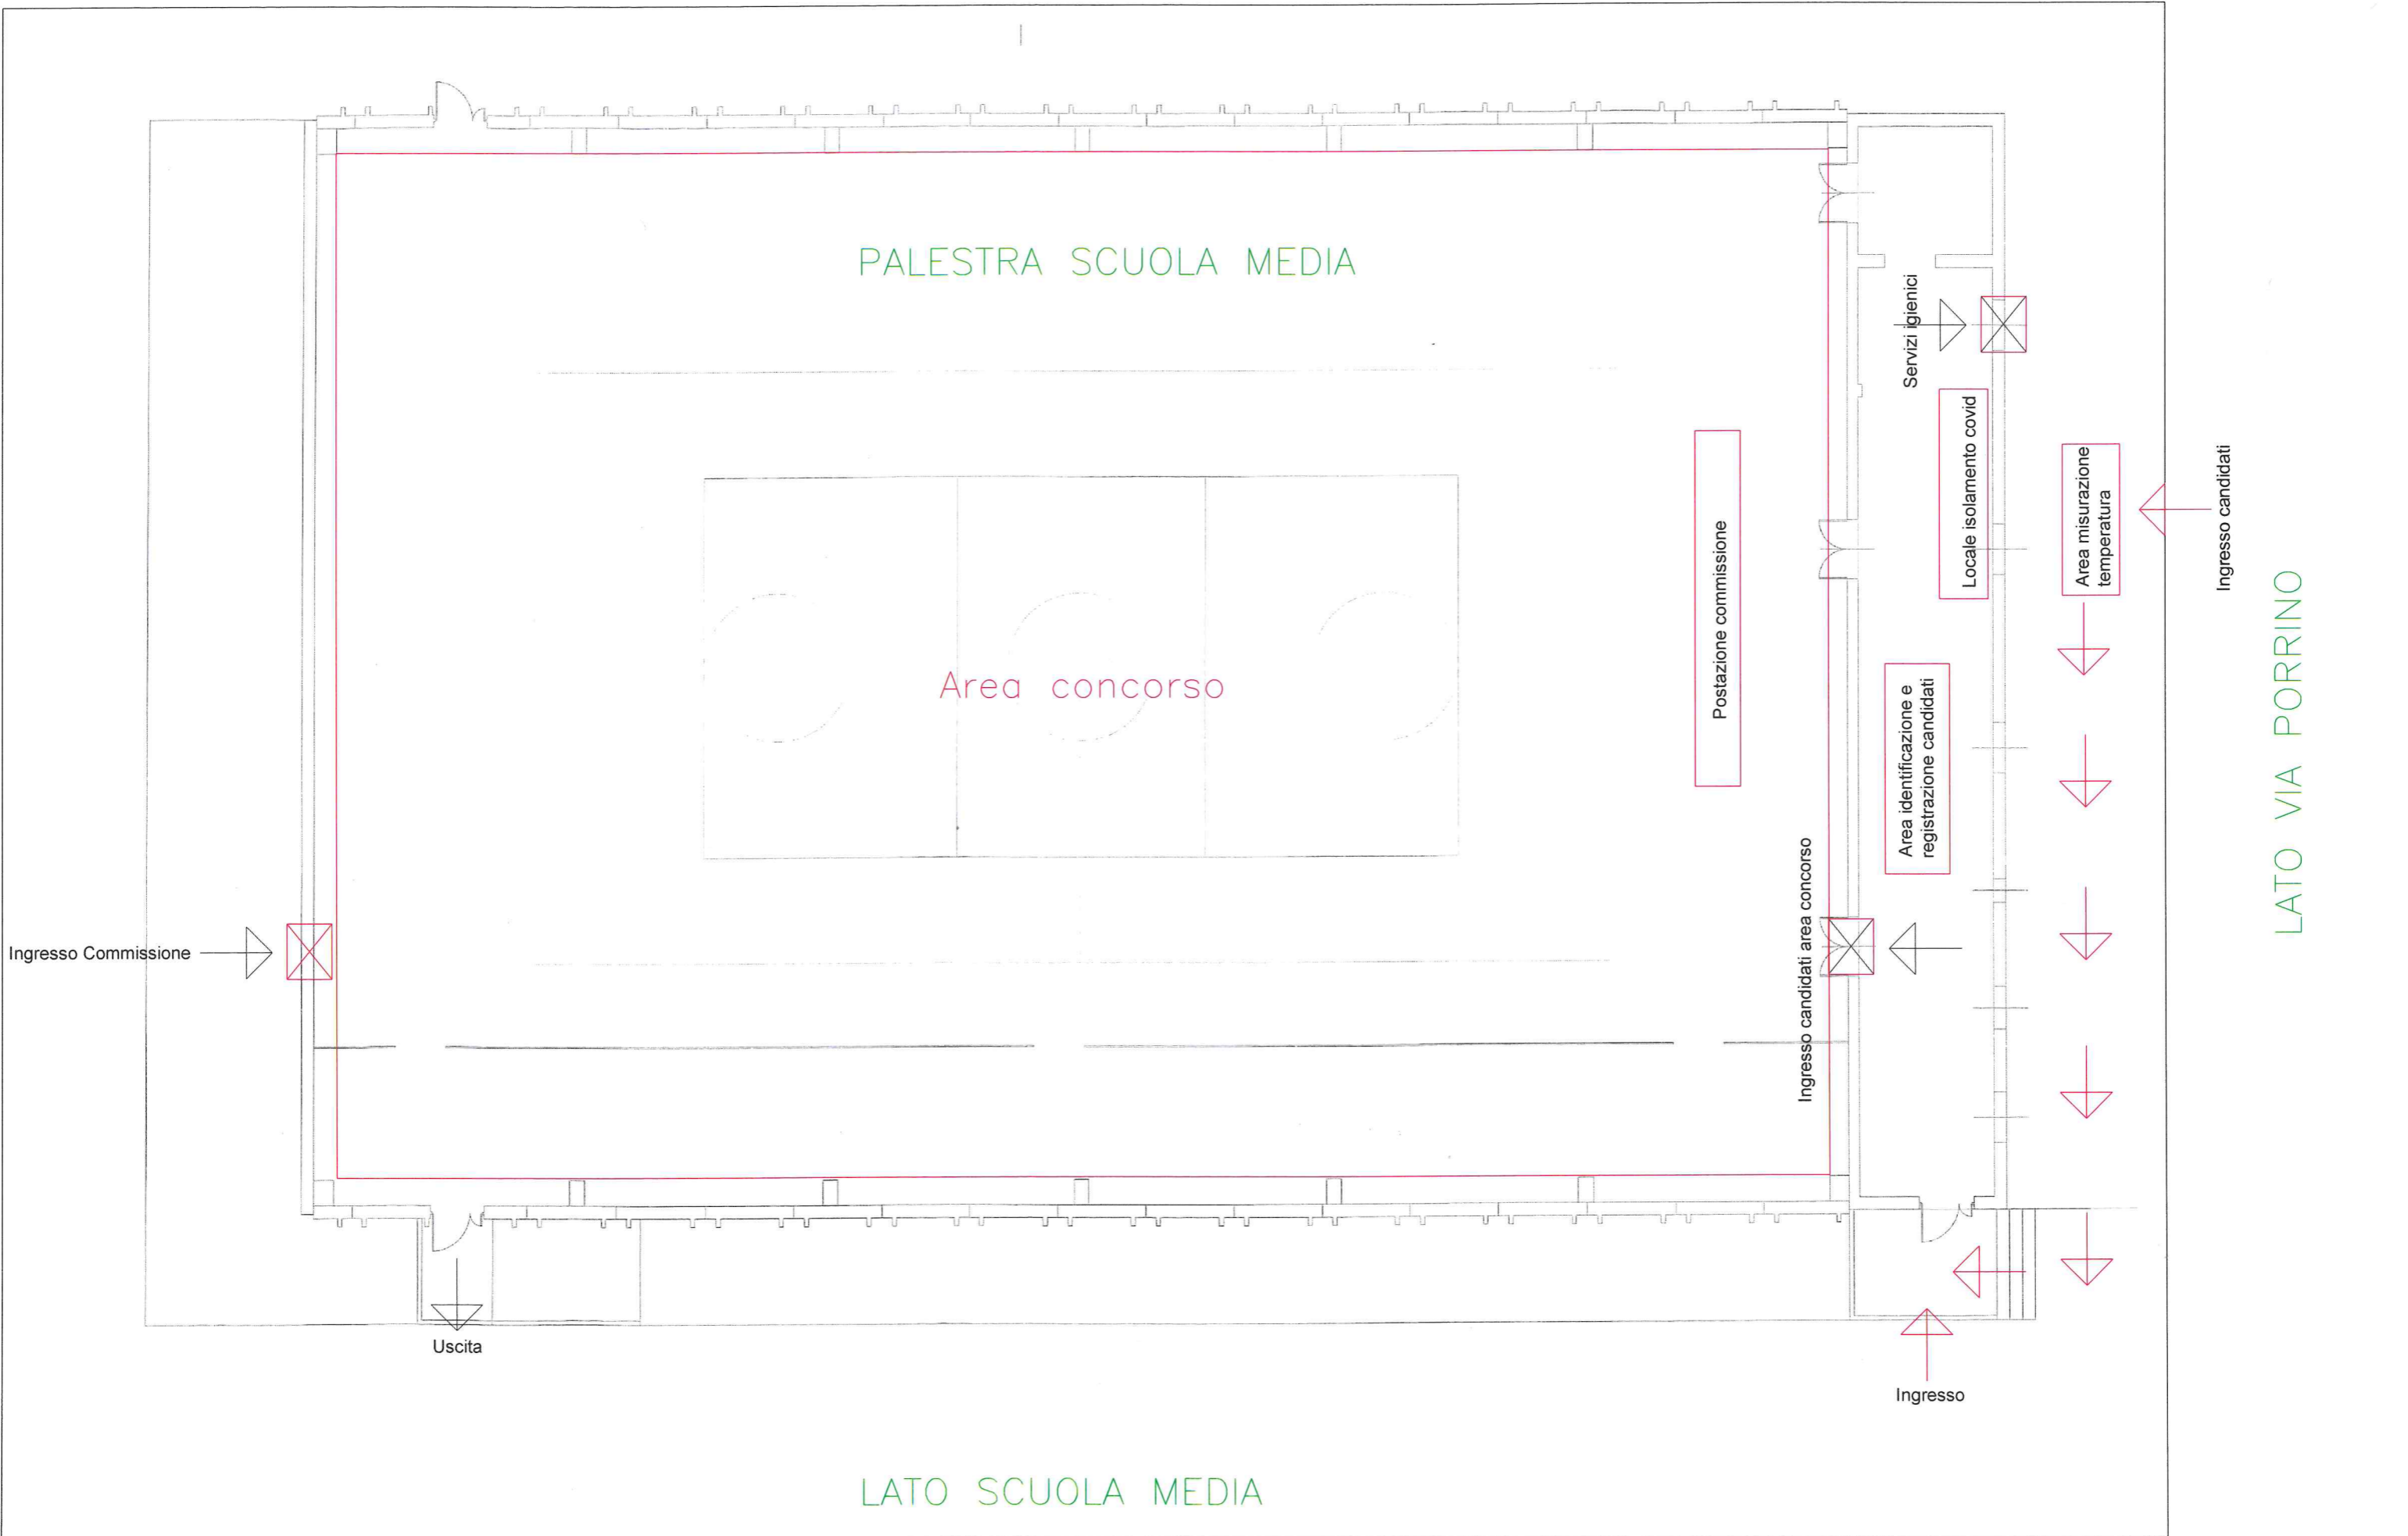 PALESTRA SCUOLA MEDIA
Servizi igienici
Locale isolamento covid
Area misurazione
temperatura
Ingresso candidati
Postazione commissione
Area concorso
LATO VIA PORRINO
Area identificazione e
registrazione candidati
Ingresso candidati area concorso
Ingresso Commissione
Uscita
Ingresso
LATO SCUOLA MEDIA